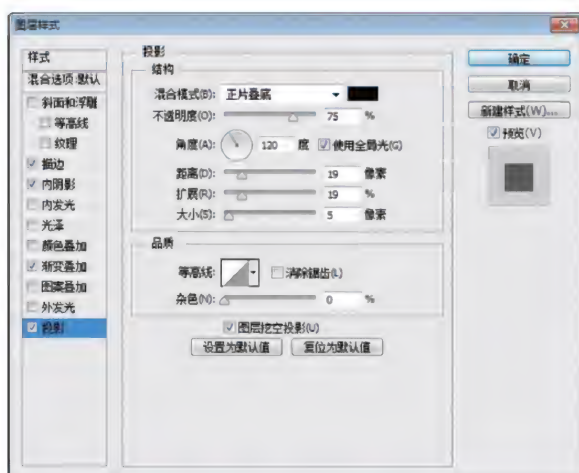 图层样式
样式
混合选项:默认
斜面和浮雕
等高线
纹理
描边
内阴影
内发光
光泽
颜色叠加
渐变叠加
图案叠加
外发光
投影
投影
结构
混合模式(B): 正片叠底
不透明度(O): 75 %
角度(A): 120 度 使用全局光(G)
距离(D): 19 像素
扩展(R): 19 %
大小(S): 5 像素
品质
等高线: 消除锯齿(L)
杂色(N): 0 %
图层挖空投影(U)
设置为默认值 复位为默认值
确定
取消
新建样式(W)...
预览(V)